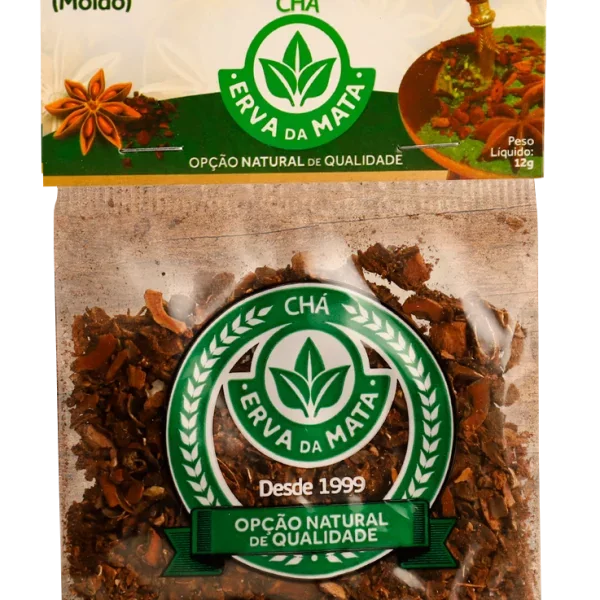 (Moído)
CHÁ
ERVA DA MATA
OPÇÃO NATURAL DE QUALIDADE
Peso
Líquido:
12g
CHÁ
ERVA DA MATA
Desde 1999
OPÇÃO NATURAL
DE QUALIDADE